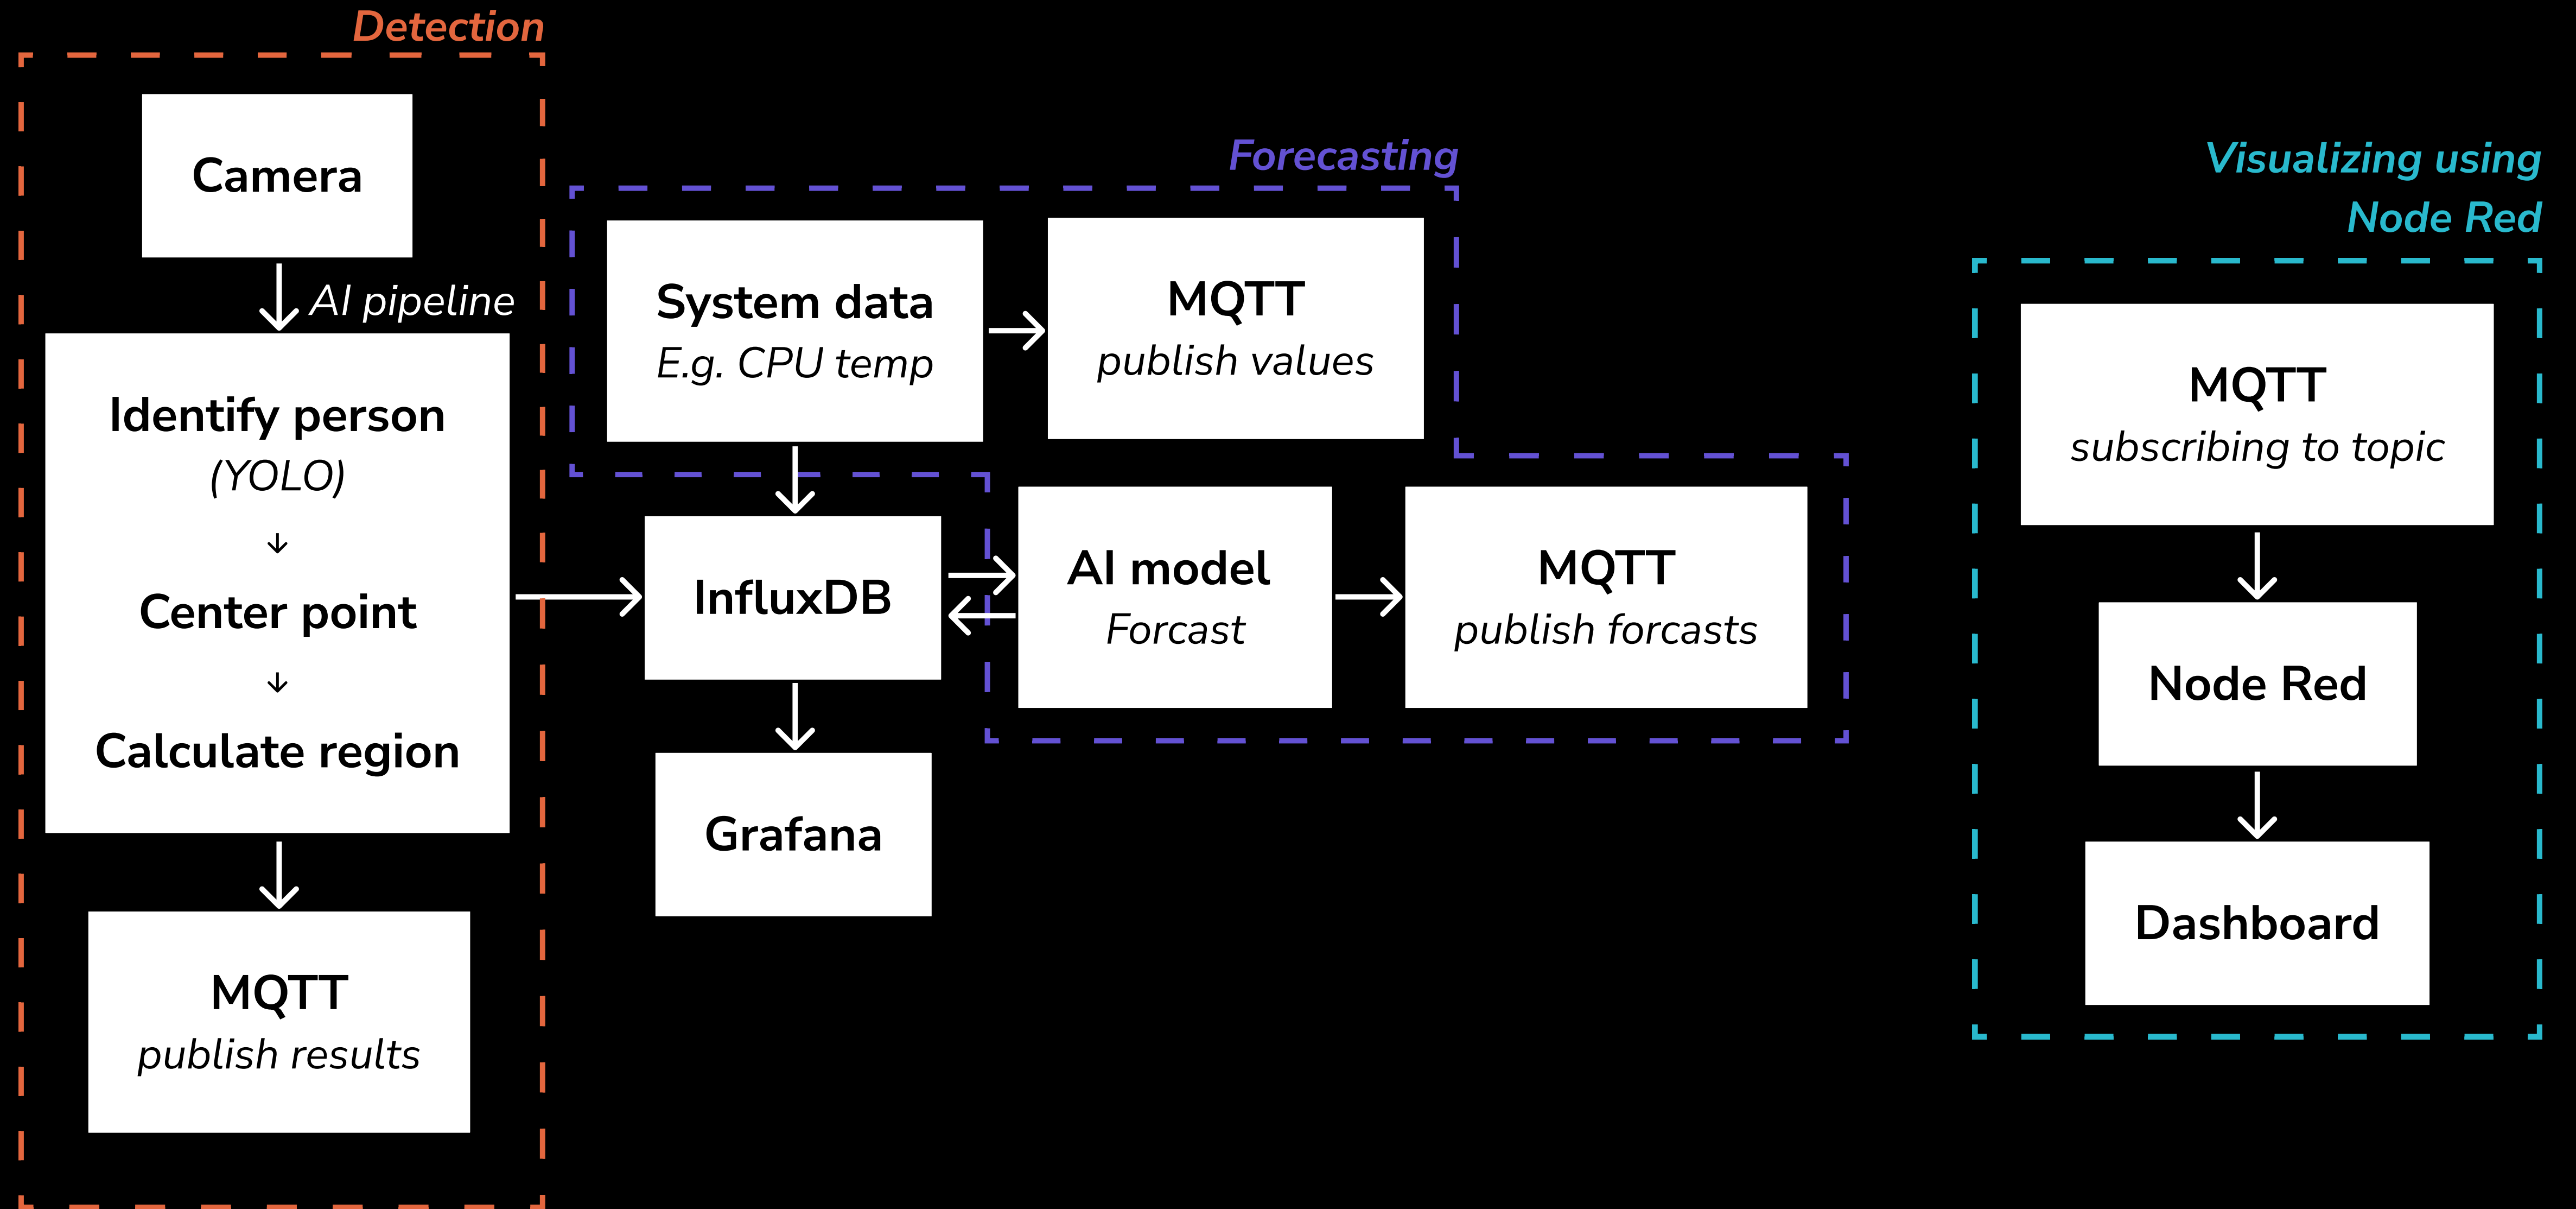 Detection
Camera
AI pipeline
Identify person
(YOLO)
↓
Center point
↓
Calculate region
MQTT
publish results
Forecasting
System data
E.g. CPU temp
MQTT
publish values
InfluxDB
AI model
Forcast
MQTT
publish forcasts
Grafana
Visualizing using
Node Red
MQTT
subscribing to topic
Node Red
Dashboard